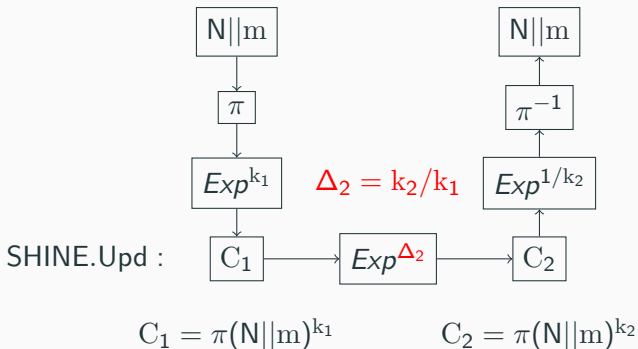 N||m N||m
π π⁻¹
Exp^{k₁} Δ₂ = k₂/k₁ Exp^{1/k₂}
SHINE.Upd : C₁ Exp^{Δ₂} C₂
C₁ = π(N||m)^{k₁} C₂ = π(N||m)^{k₂}